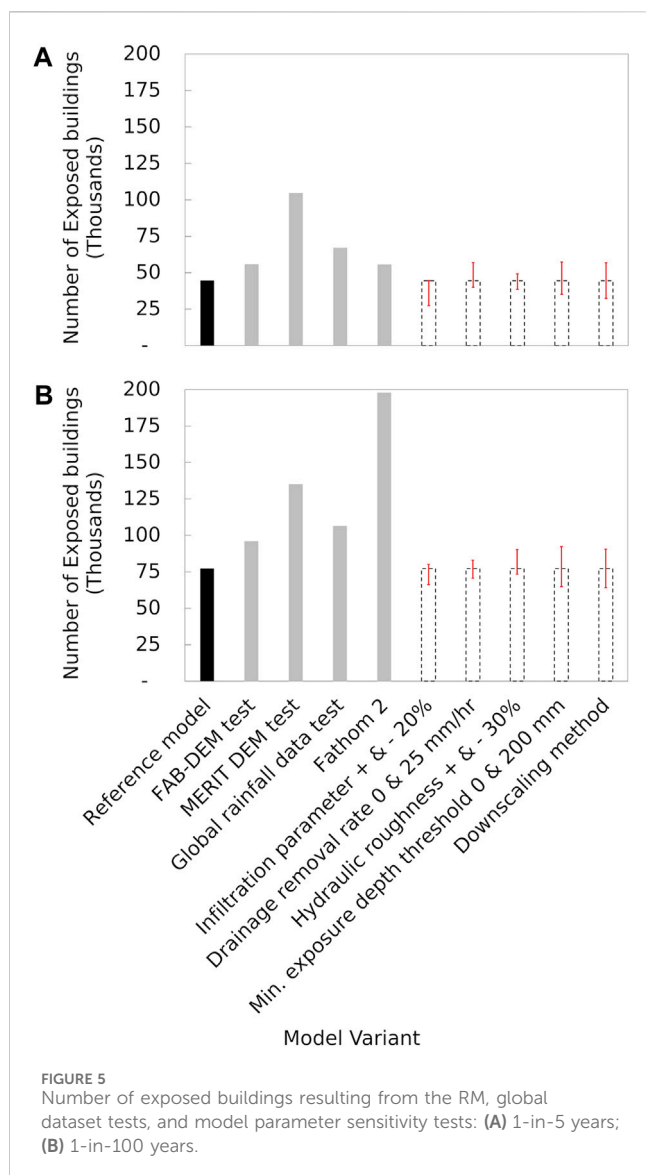 A
Number of Exposed buildings
(Thousands)
200
175
150
125
100
75
50
25
-
B
Number of Exposed buildings
(Thousands)
200
175
150
125
100
75
50
25
-
Reference model
FAB-DEM test
MERIT DEM test
Global rainfall data test
Fathom 2
Infiltration parameter + & - 20%
Drainage removal rate 0 & 25 mm/hr
Hydraulic roughness + & - 30%
Min. exposure depth threshold 0 & 200 mm
Downscaling method
Model Variant
FIGURE 5
Number of exposed buildings resulting from the RM, global
dataset tests, and model parameter sensitivity tests: (A) 1-in-5 years;
(B) 1-in-100 years.